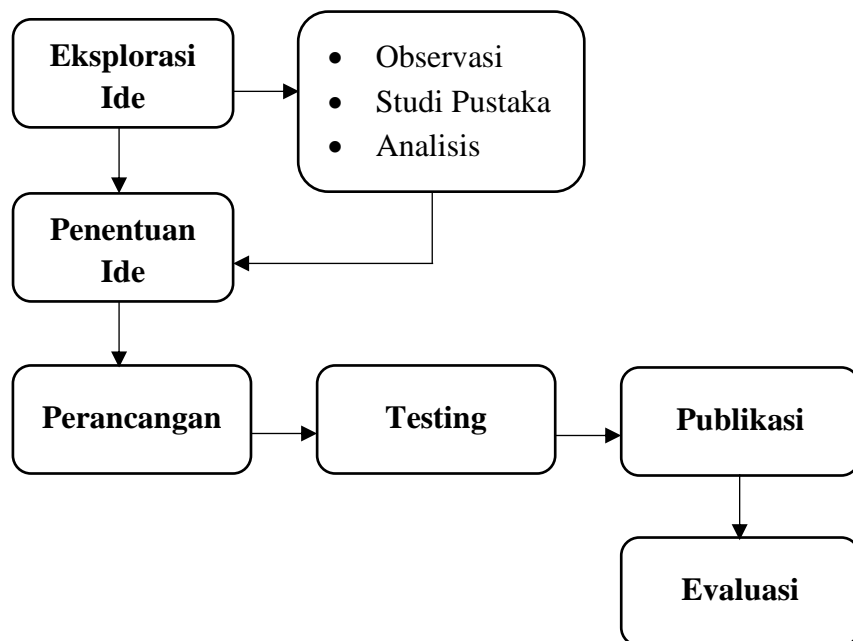 Eksplorasi
Ide
• Observasi
• Studi Pustaka
• Analisis
Penentuan
Ide
Perancangan
Testing
Publikasi
Evaluasi